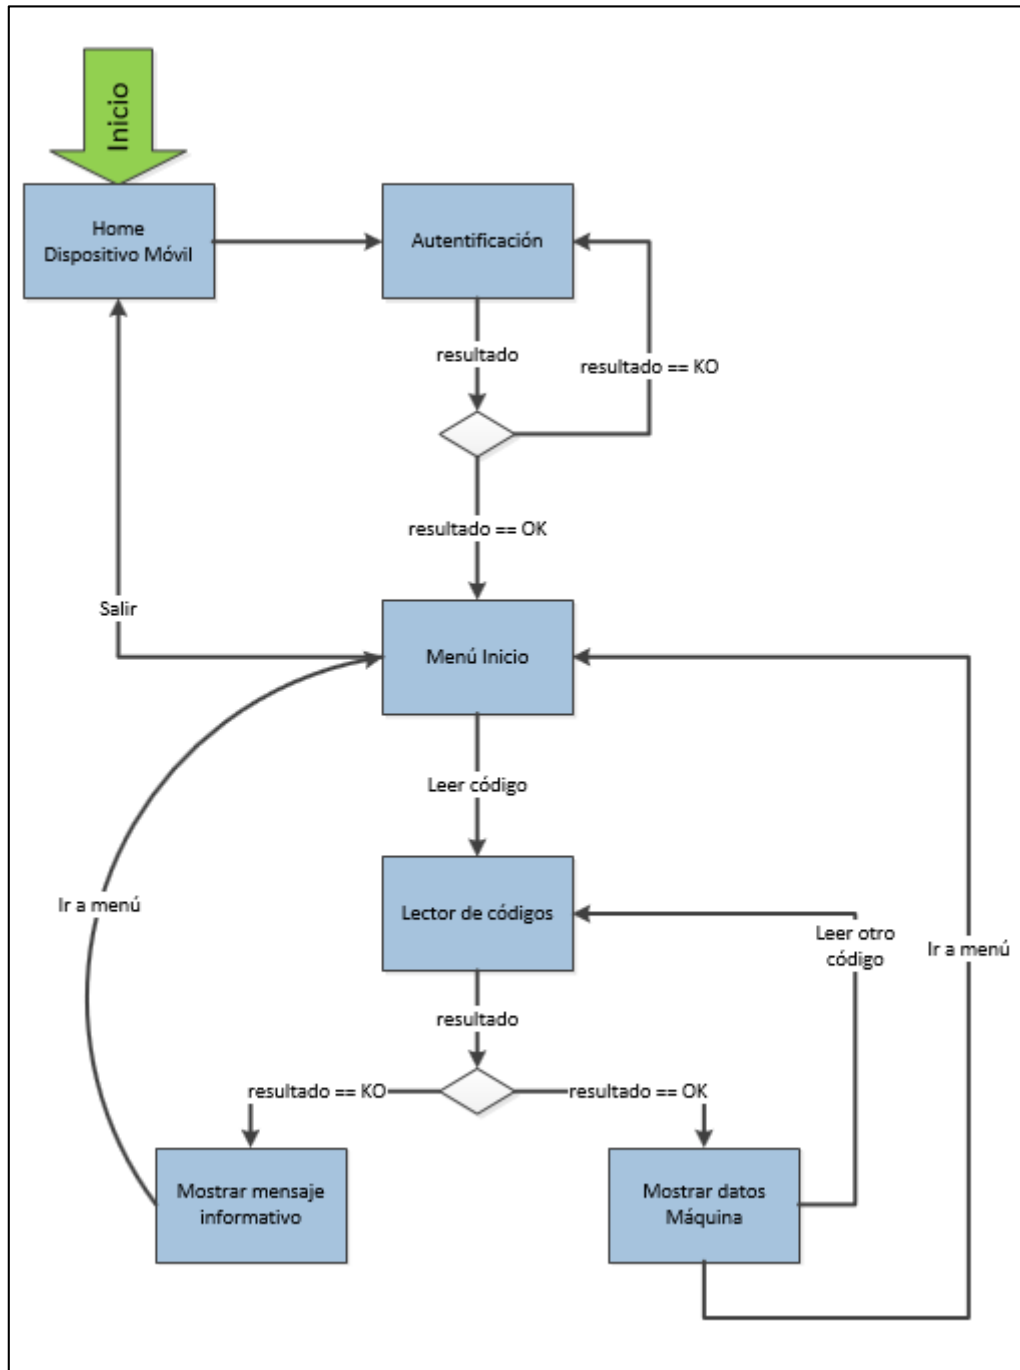 Inicio
Home
Dispositivo Móvil
Autentificación
resultado
resultado == KO
resultado == OK
Salir
Menú Inicio
Leer código
Ir a menú
Lector de códigos
Leer otro
código
Ir a menú
resultado
resultado == KO
resultado == OK
Mostrar mensaje
informativo
Mostrar datos
Máquina